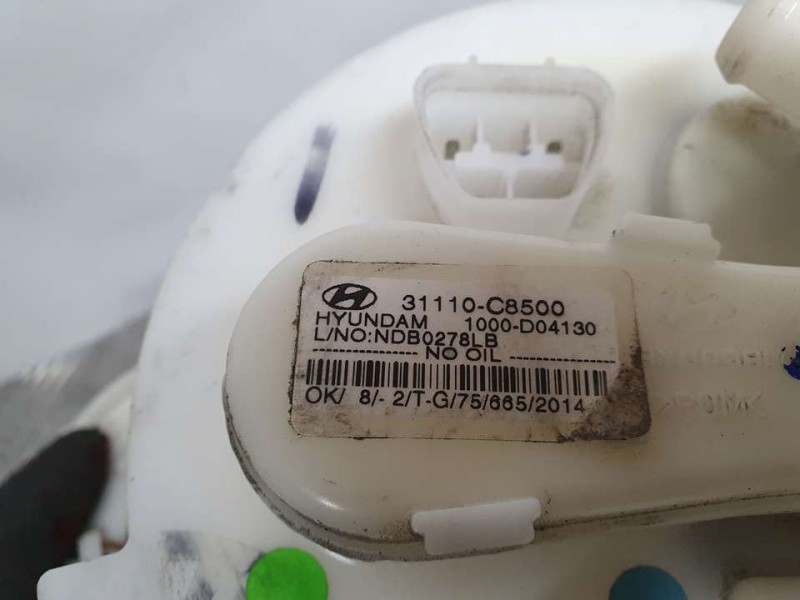 31110-C8500
HYUNDAM 1000-D04130
L/NO:NDB0278LB
NO OIL
OK/ 8/- 2/T-G/75/665/2014